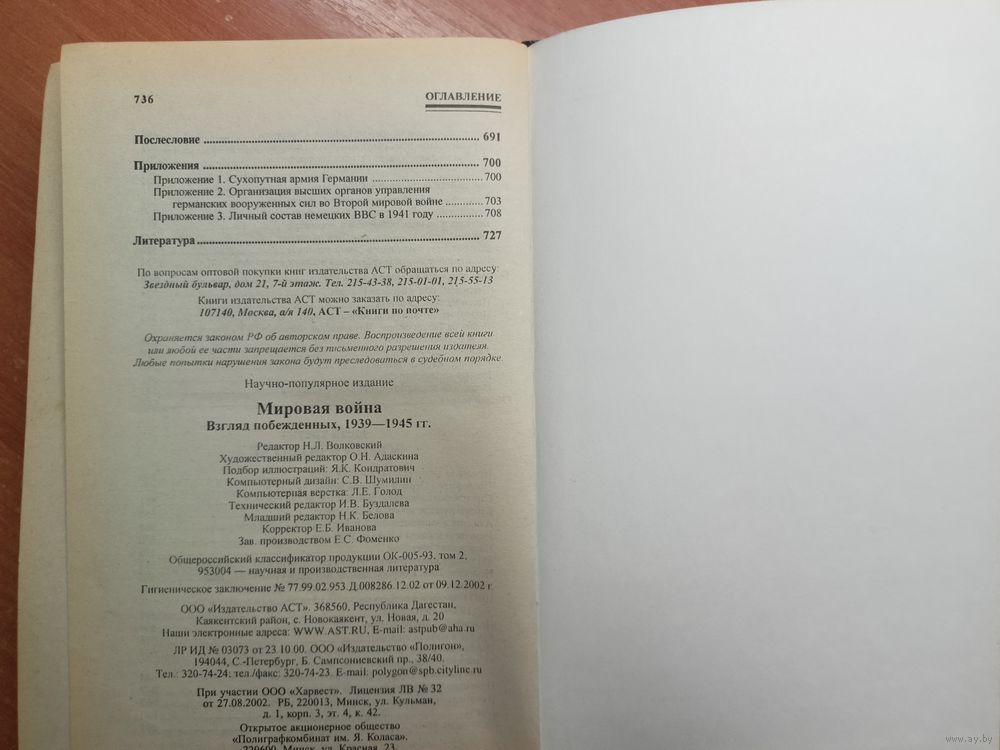 736
ОГЛАВЛЕНИЕ
Послесловие ........ 691
Приложения ........ 700
Приложение 1. Сухопутная армия Германии ........ 700
Приложение 2. Организация высших органов управления
германских вооруженных сил во Второй мировой войне ........ 703
Приложение 3. Личный состав немецких ВВС в 1941 году ........ 708
Литература ........ 727
По вопросам оптовой покупки книг издательства АСТ обращаться по адресу:
Звездный бульвар, дом 21, 7-й этаж. Тел. 215-43-38, 215-01-01, 215-55-13
Книги издательства АСТ можно заказать по адресу:
107140, Москва, а/я 140, АСТ – «Книги по почте»
Охраняется законом РФ об авторском праве. Воспроизведение всей книги
или любой ее части запрещается без письменного разрешения издателя.
Любые попытки нарушения закона будут преследоваться в судебном порядке.
Научно-популярное издание
Мировая война
Взгляд побежденных, 1939—1945 гг.
Редактор Н.Л. Волковский
Художественный редактор О.Н. Адаскина
Подбор иллюстраций: Я.К. Кондратович
Компьютерный дизайн: С.В. Шумилин
Компьютерная верстка: Л.Е. Голод
Технический редактор И.В. Буздалева
Младший редактор Н.К. Белова
Корректор Е.Б. Иванова
Зав. производством Е.С. Фоменко
Общероссийский классификатор продукции ОК-005-93, том 2,
953004 — научная и производственная литература
Гигиеническое заключение № 77.99.02.953.Д.008286.12.02 от 09.12.2002 г
ООО «Издательство АСТ». 368560, Республика Дагестан,
Каякентский район, с. Новокаякент, ул. Новая, д. 20
Наши электронные адреса: WWW.AST.RU, E-mail: astpub@aha.ru
ЛР ИД № 03073 от 23.10.00. ООО «Издательство «Полигон»,
194044, С.-Петербург, Б. Сампсониевский пр., 38/40.
Тел.: 320-74-24; тел./факс: 320-74-23. E-mail: polygon@spb.cityline.ru
При участии ООО «Харвест». Лицензия ЛВ № 32
от 27.08.2002. РБ, 220013, Минск, ул. Кульман,
д. 1, корп. 3, эт. 4, к. 42.
Открытое акционерное общество
«Полиграфкомбинат им. Я. Коласа».
220600, Минск, ул. Красная, 23.
www.ay.by